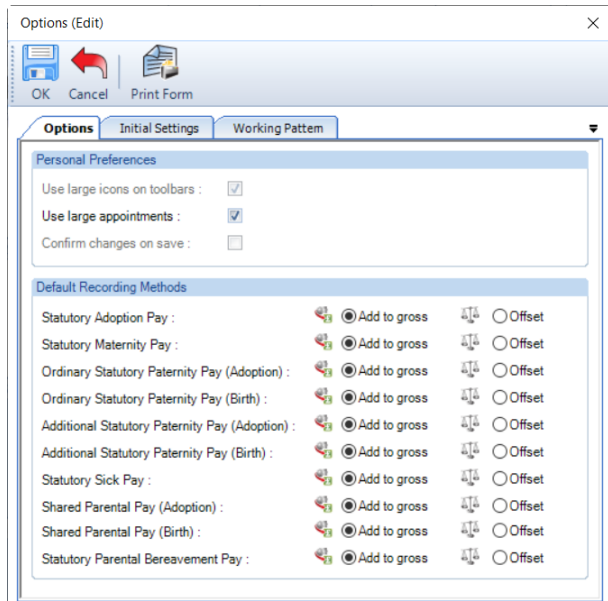 Options (Edit)
OK Cancel Print Form
Options Initial Settings Working Pattern
Personal Preferences
Use large icons on toolbars :
Use large appointments :
Confirm changes on save :
Default Recording Methods
Statutory Adoption Pay : Add to gross Offset
Statutory Maternity Pay : Add to gross Offset
Ordinary Statutory Paternity Pay (Adoption) : Add to gross Offset
Ordinary Statutory Paternity Pay (Birth) : Add to gross Offset
Additional Statutory Paternity Pay (Adoption) : Add to gross Offset
Additional Statutory Paternity Pay (Birth) : Add to gross Offset
Statutory Sick Pay : Add to gross Offset
Shared Parental Pay (Adoption) : Add to gross Offset
Shared Parental Pay (Birth) : Add to gross Offset
Statutory Parental Bereavement Pay : Add to gross Offset